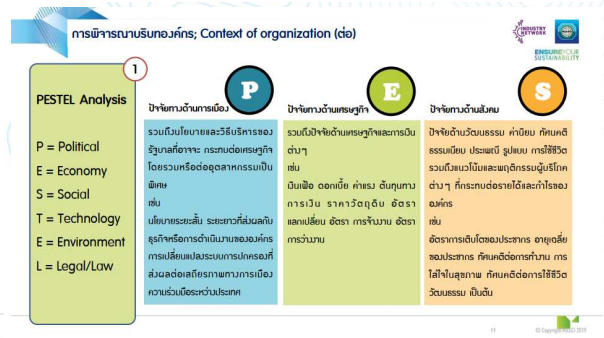 การพิจารณาบริบทองค์กร; Context of organization (ต่อ)
INDUSTRY
NETWORK
ENSURE YOUR
SUSTAINABILITY
1
PESTEL Analysis
P = Political
E = Economy
S = Social
T = Technology
E = Environment
L = Legal/Law
P
ปัจจัยทางด้านการเมือง
รวมถึงนโยบายและวิธีบริหารของ
รัฐบาลที่อาจจะ กระทบต่อเศรษฐกิจ
โดยรวมหรือต่ออุตสาหกรรมเป็น
พิเศษ
เช่น
นโยบายระยะสั้น ระยะยาวที่ส่งผลกับ
ธุรกิจหรือการดำเนินงานขององค์กร
การเปลี่ยนแปลงระบบการปกครองที่
ส่งผลต่อเสถียรภาพทางการเมือง
ความร่วมมือระหว่างประเทศ
E
ปัจจัยทางด้านเศรษฐกิจ
รวมถึงปัจจัยด้านเศรษฐกิจและการเงิน
ต่างๆ
เช่น
เงินเฟ้อ ดอกเบี้ย ค่าแรง ต้นทุนทาง
การเงิน ราคาวัตถุดิบ อัตรา
แลกเปลี่ยน อัตรา การจ้างงาน อัตรา
การว่างงาน
S
ปัจจัยทางด้านสังคม
ปัจจัยด้านวัฒนธรรม ค่านิยม ทัศนคติ
ธรรมเนียม ประเพณี รูปแบบ การใช้ชีวิต
รวมถึงแนวโน้มและพฤติกรรมผู้บริโภค
ต่างๆ ที่กระทบต่อรายได้และกำไรของ
องค์กร
เช่น
อัตราการเติบโตของประชากร อายุเฉลี่ย
ของประชากร ทัศนคติต่อการทำงาน การ
ใส่ใจในสุขภาพ ทัศนคติต่อการใช้ชีวิต
วัฒนธรรม เป็นต้น
11
© Copyright MASCI 2019